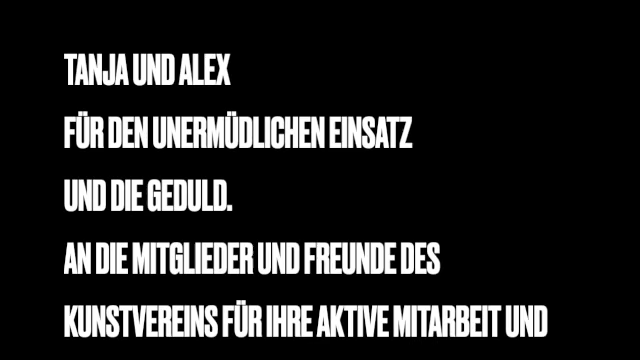 TANJA UND ALEX
FÜR DEN UNERMÜDLICHEN EINSATZ
UND DIE GEDULD.
AN DIE MITGLIEDER UND FREUNDE DES
KUNSTVEREINS FÜR IHRE AKTIVE MITARBEIT UND